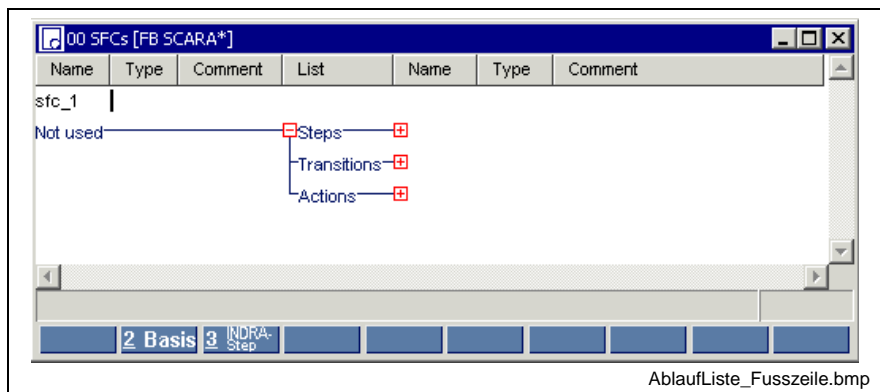 00 SFCs [FB SCARA*]
Name Type Comment List Name Type Comment
sfc_1
Not used Steps
Transitions
Actions
2 Basis 3 INDRA-Step
AblaufListe_Fusszeile.bmp